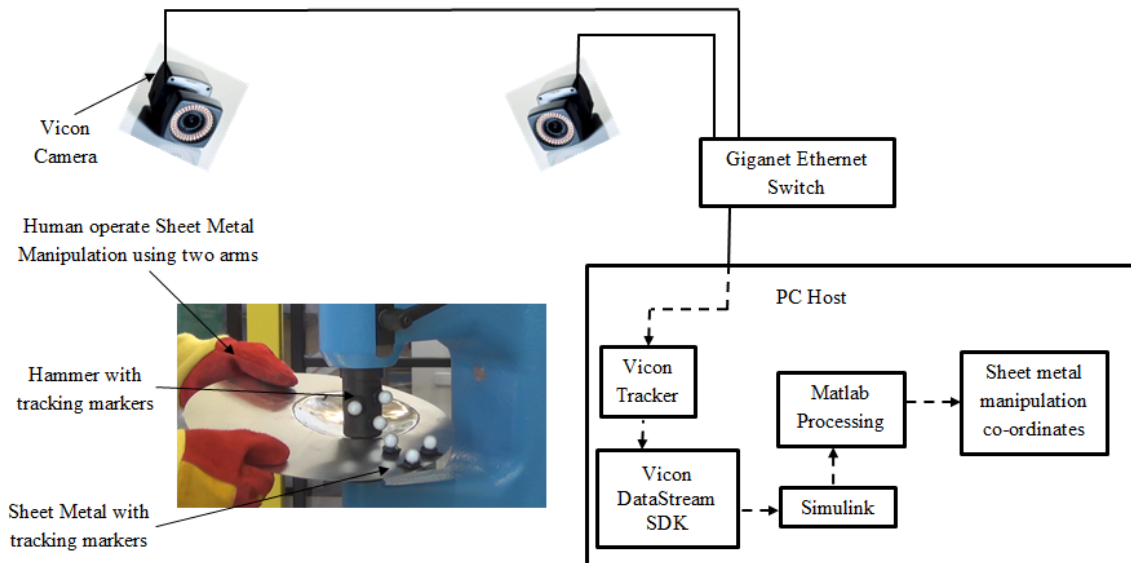 Vicon
Camera
Giganet Ethernet
Switch
Human operate Sheet Metal
Manipulation using two arms
PC Host
Hammer with
tracking markers
Vicon
Tracker
Matlab
Processing
Sheet metal
manipulation
co-ordinates
Vicon
DataStream
SDK
Simulink
Sheet Metal with
tracking markers